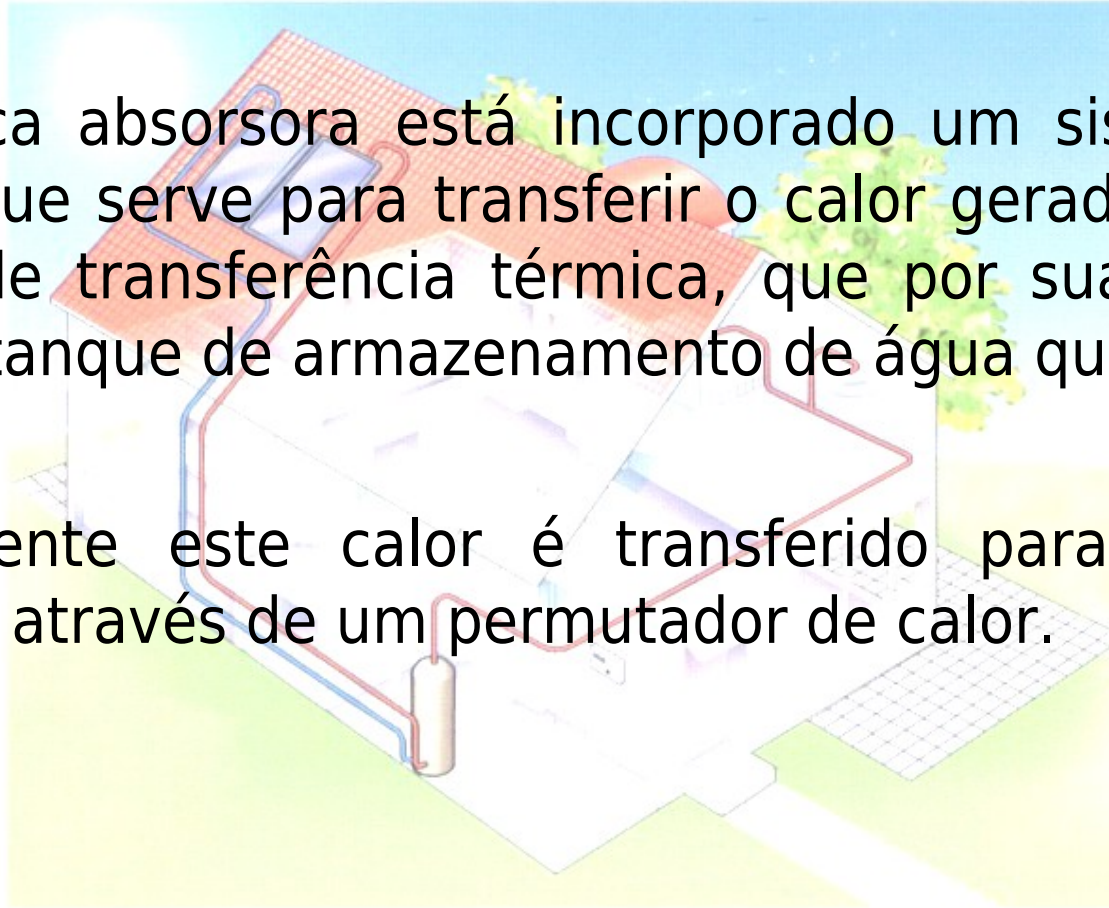 ca absorsora está incorporado um sis
ue serve para transferir o calor gerad
de transferência térmica, que por sua
tanque de armazenamento de água qu
ente este calor é transferido para
através de um permutador de calor.